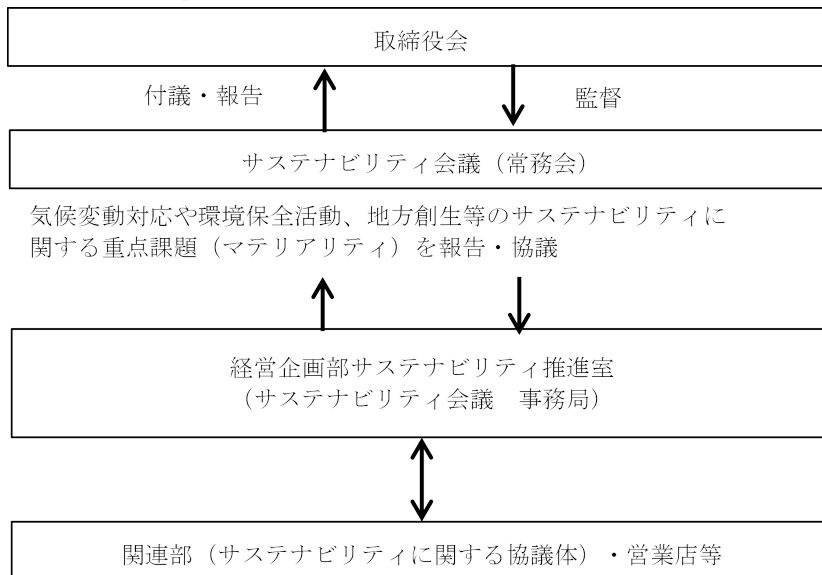 取締役会
付議・報告
監督
サステナビリティ会議（常務会）
気候変動対応や環境保全活動、地方創生等のサステナビリティに
関する重点課題（マテリアリティ）を報告・協議
経営企画部サステナビリティ推進室
（サステナビリティ会議　事務局）
関連部（サステナビリティに関する協議体）・営業店等